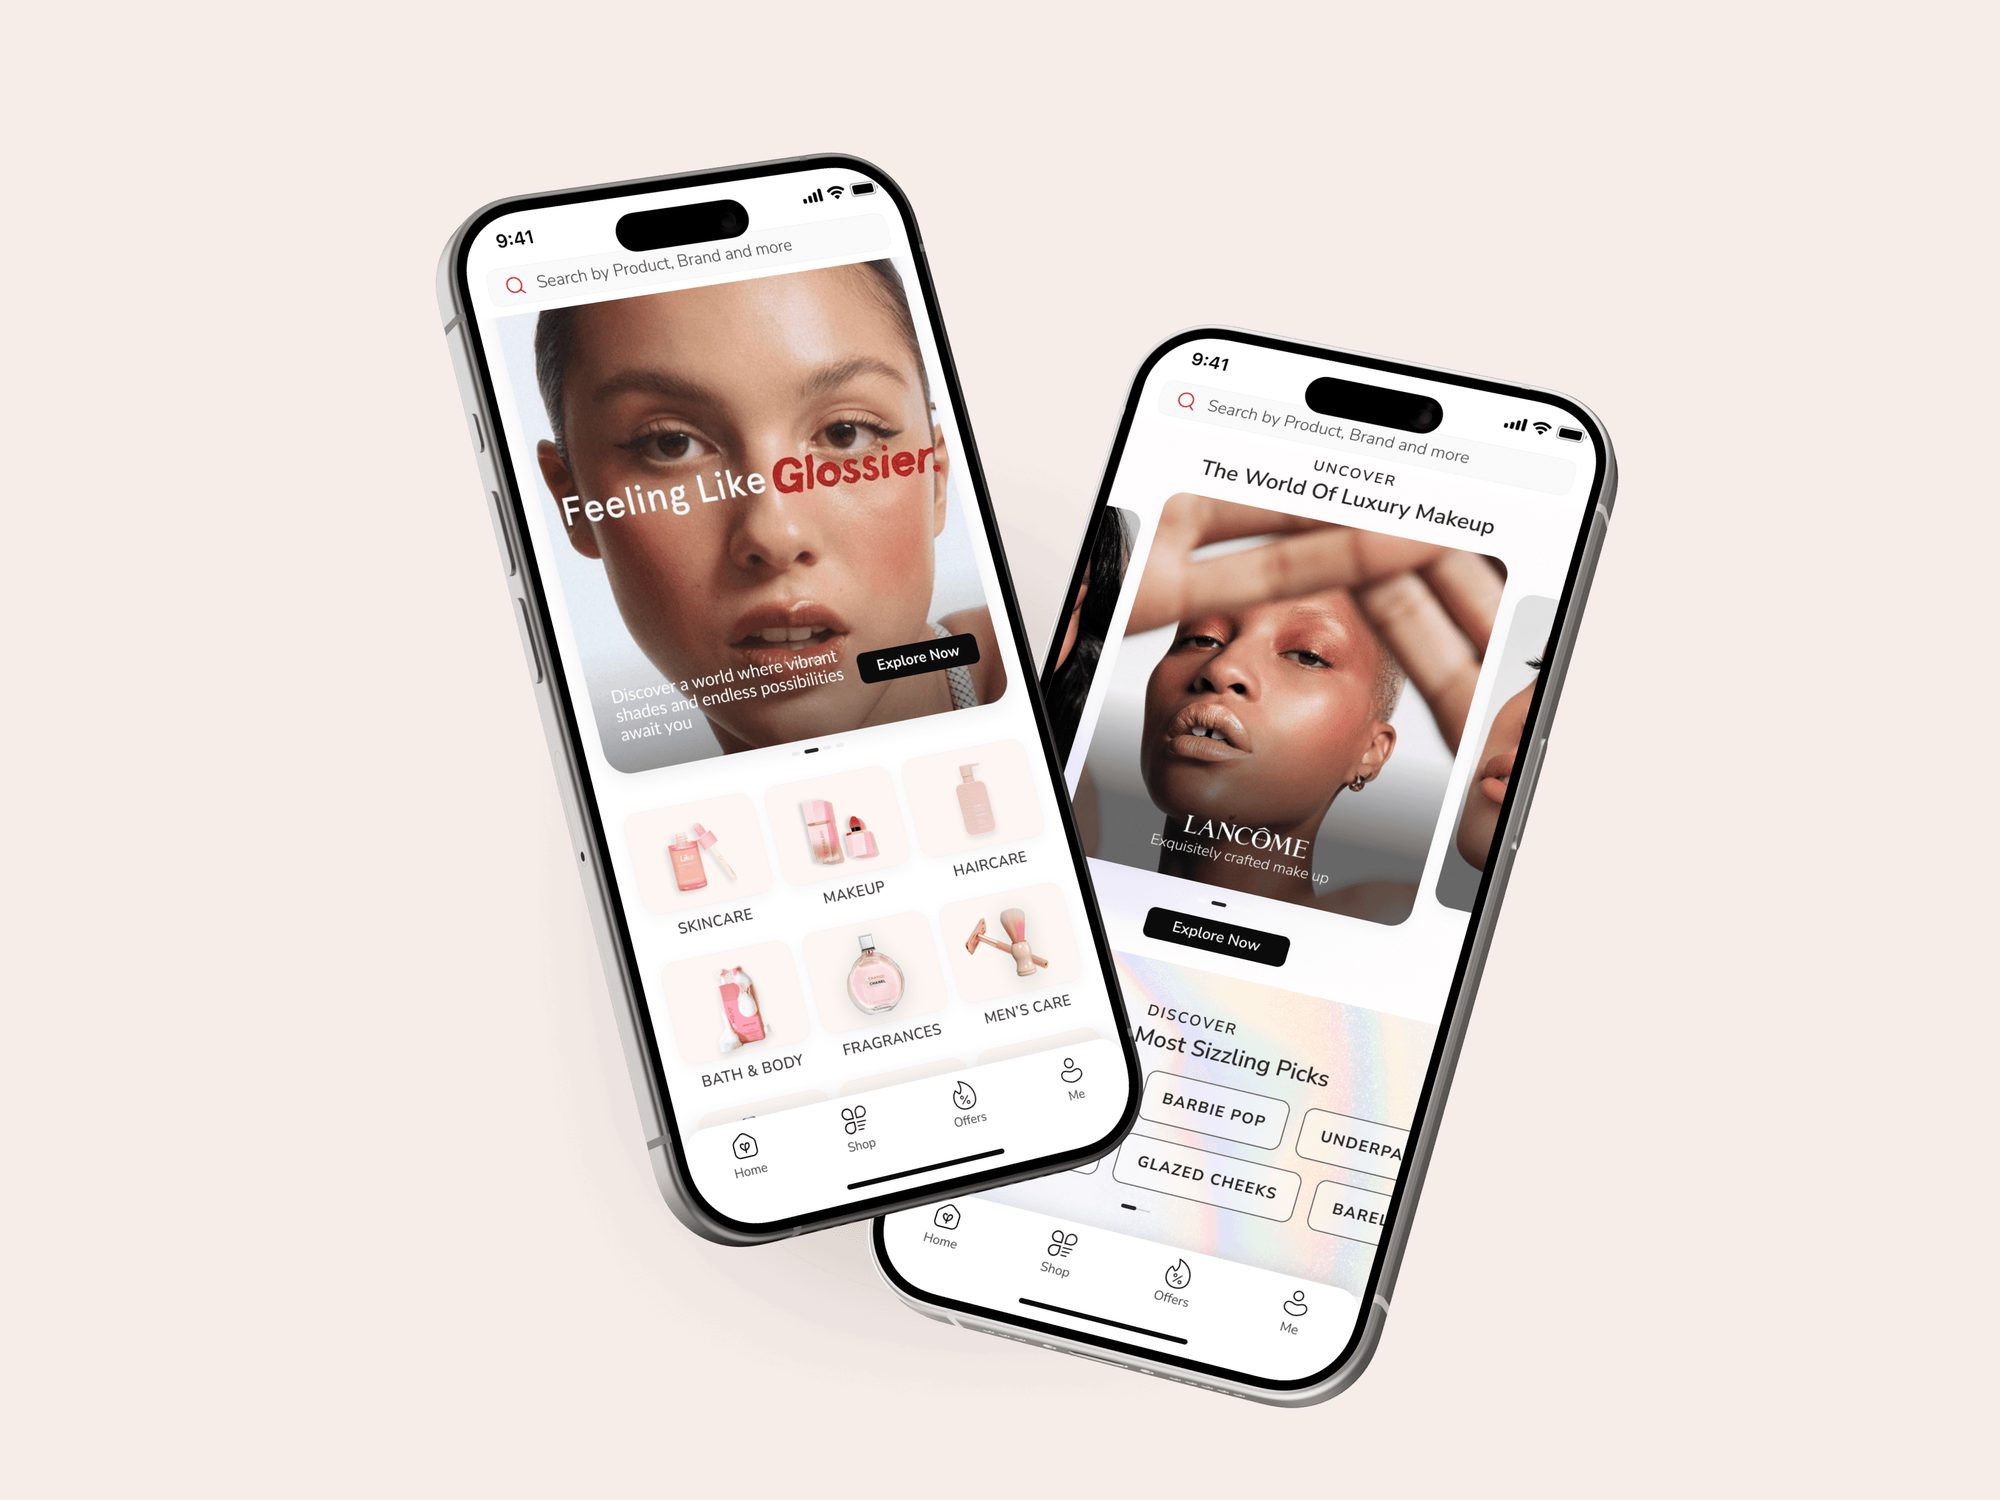 9:41
Search by Product, Brand and more
Feeling Like Glossier.
Discover a world where vibrant
shades and endless possibilities
await you
Explore Now
SKINCARE
MAKEUP
HAIRCARE
BATH & BODY
FRAGRANCES
MEN'S CARE
CHANEL
Home
Shop
Offers
Me
9:41
Search by Product, Brand and more
UNCOVER
The World Of Luxury Makeup
LANCÔME
Exquisitely crafted make up
Explore Now
DISCOVER
Most Sizzling Picks
BARBIE POP
UNDERPA
GLAZED CHEEKS
BAREL
Home
Shop
Offers
Me